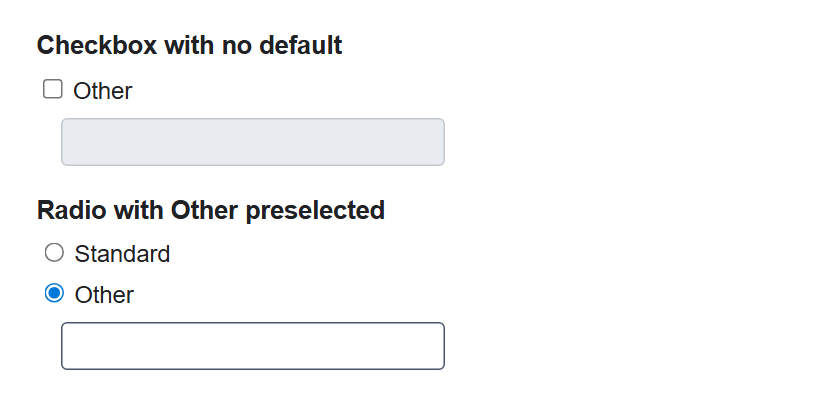 Checkbox with no default
Other
Radio with Other preselected
Standard
Other